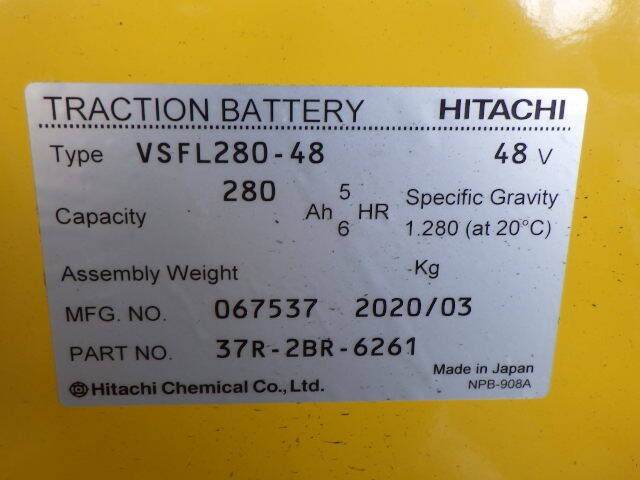 TRACTION BATTERY HITACHI
Type VSFL280-48 48 V
Capacity 280 Ah 5 HR Specific Gravity
6 1.280 (at 20°C)
Assembly Weight Kg
MFG. NO. 067537 2020/03
PART NO. 37R-2BR-6261
Made in Japan
Hitachi Chemical Co., Ltd. NPB-908A